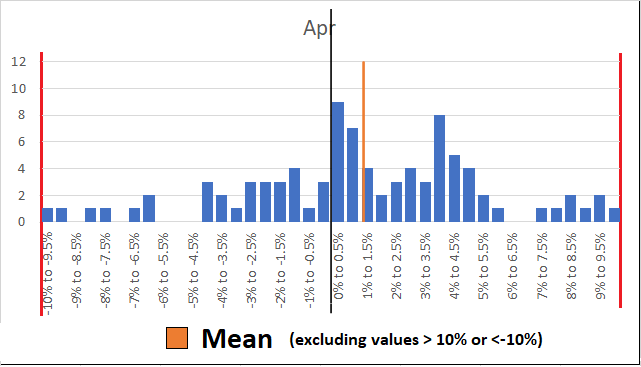 Apr
12
10
8
6
4
2
0
-10% to -9.5%
-9% to -8.5%
-8% to -7.5%
-7% to -6.5%
-6% to -5.5%
-5% to -4.5%
-4% to -3.5%
-3% to -2.5%
-2% to -1.5%
-1% to -0.5%
0% to 0.5%
1% to 1.5%
2% to 2.5%
3% to 3.5%
4% to 4.5%
5% to 5.5%
6% to 6.5%
7% to 7.5%
8% to 8.5%
9% to 9.5%
Mean (excluding values > 10% or <-10%)